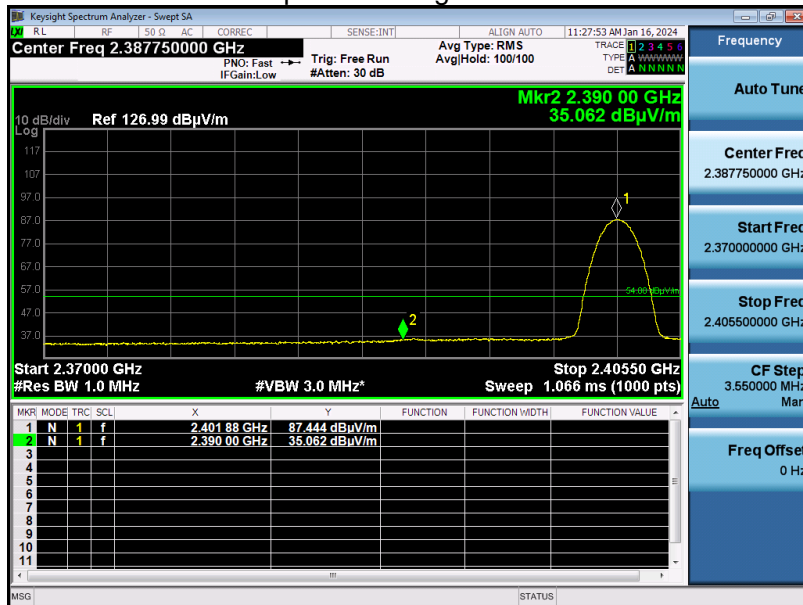 Keysight Spectrum Analyzer - Swept SA
RL RF 50 Ω AC CORREC SENSE:INT ALIGN AUTO 11:27:53 AM Jan 16, 2024
Center Freq 2.387750000 GHz
PNO: Fast
IFGain:Low
Trig: Free Run
#Atten: 30 dB
Avg Type: RMS
Avg|Hold: 100/100
TRACE 1 2 3 4 5 6
TYPE A WWWWW
DET A N N N N N
Mkr2 2.390 00 GHz
35.062 dBµV/m
10 dB/div
Log
Ref 126.99 dBµV/m
117
107
97.0
87.0
77.0
67.0
57.0
47.0
37.0
1
2
54.00 dBµV/m
Start 2.37000 GHz Stop 2.40550 GHz
#Res BW 1.0 MHz #VBW 3.0 MHz* Sweep 1.066 ms (1000 pts)
MKR MODE TRC SCL X Y FUNCTION FUNCTION WIDTH FUNCTION VALUE
1 N 1 f 2.401 88 GHz 87.444 dBµV/m
2 N 1 f 2.390 00 GHz 35.062 dBµV/m
3
4
5
6
7
8
9
10
11
MSG STATUS
Frequency
Auto Tune
Center Freq
2.387750000 GHz
Start Freq
2.370000000 GHz
Stop Freq
2.405500000 GHz
CF Step
3.550000 MHz
Auto Man
Freq Offset
0 Hz